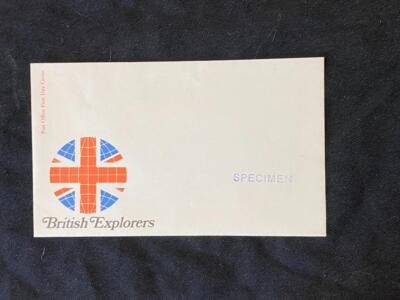 Post Office First Day Cover
SPECIMEN
British Explorers